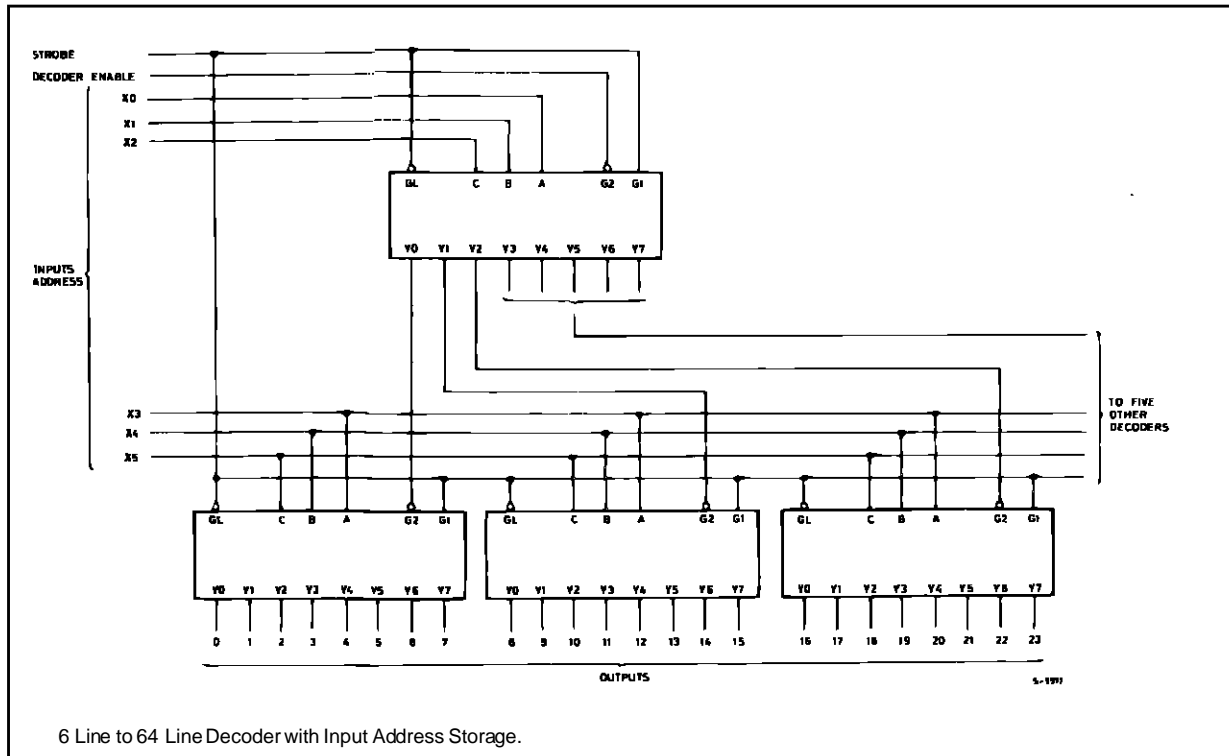 STROBE
DECODER ENABLE
X0
X1
X2
GL C B A G2 G1
Y0 Y1 Y2 Y3 Y4 Y5 Y6 Y7
INPUTS
ADDRESS
TO FIVE
OTHER
DECODERS
X3
X4
X5
GL C B A G2 G1 GL C B A G2 G1 GL C B A G2 G1
Y0 Y1 Y2 Y3 Y4 Y5 Y6 Y7 Y0 Y1 Y2 Y3 Y4 Y5 Y6 Y7 Y0 Y1 Y2 Y3 Y4 Y5 Y6 Y7
0 1 2 3 4 5 6 7 8 9 10 11 12 13 14 15 16 17 18 19 20 21 22 23
OUTPUTS
6 Line to 64 Line Decoder with Input Address Storage.